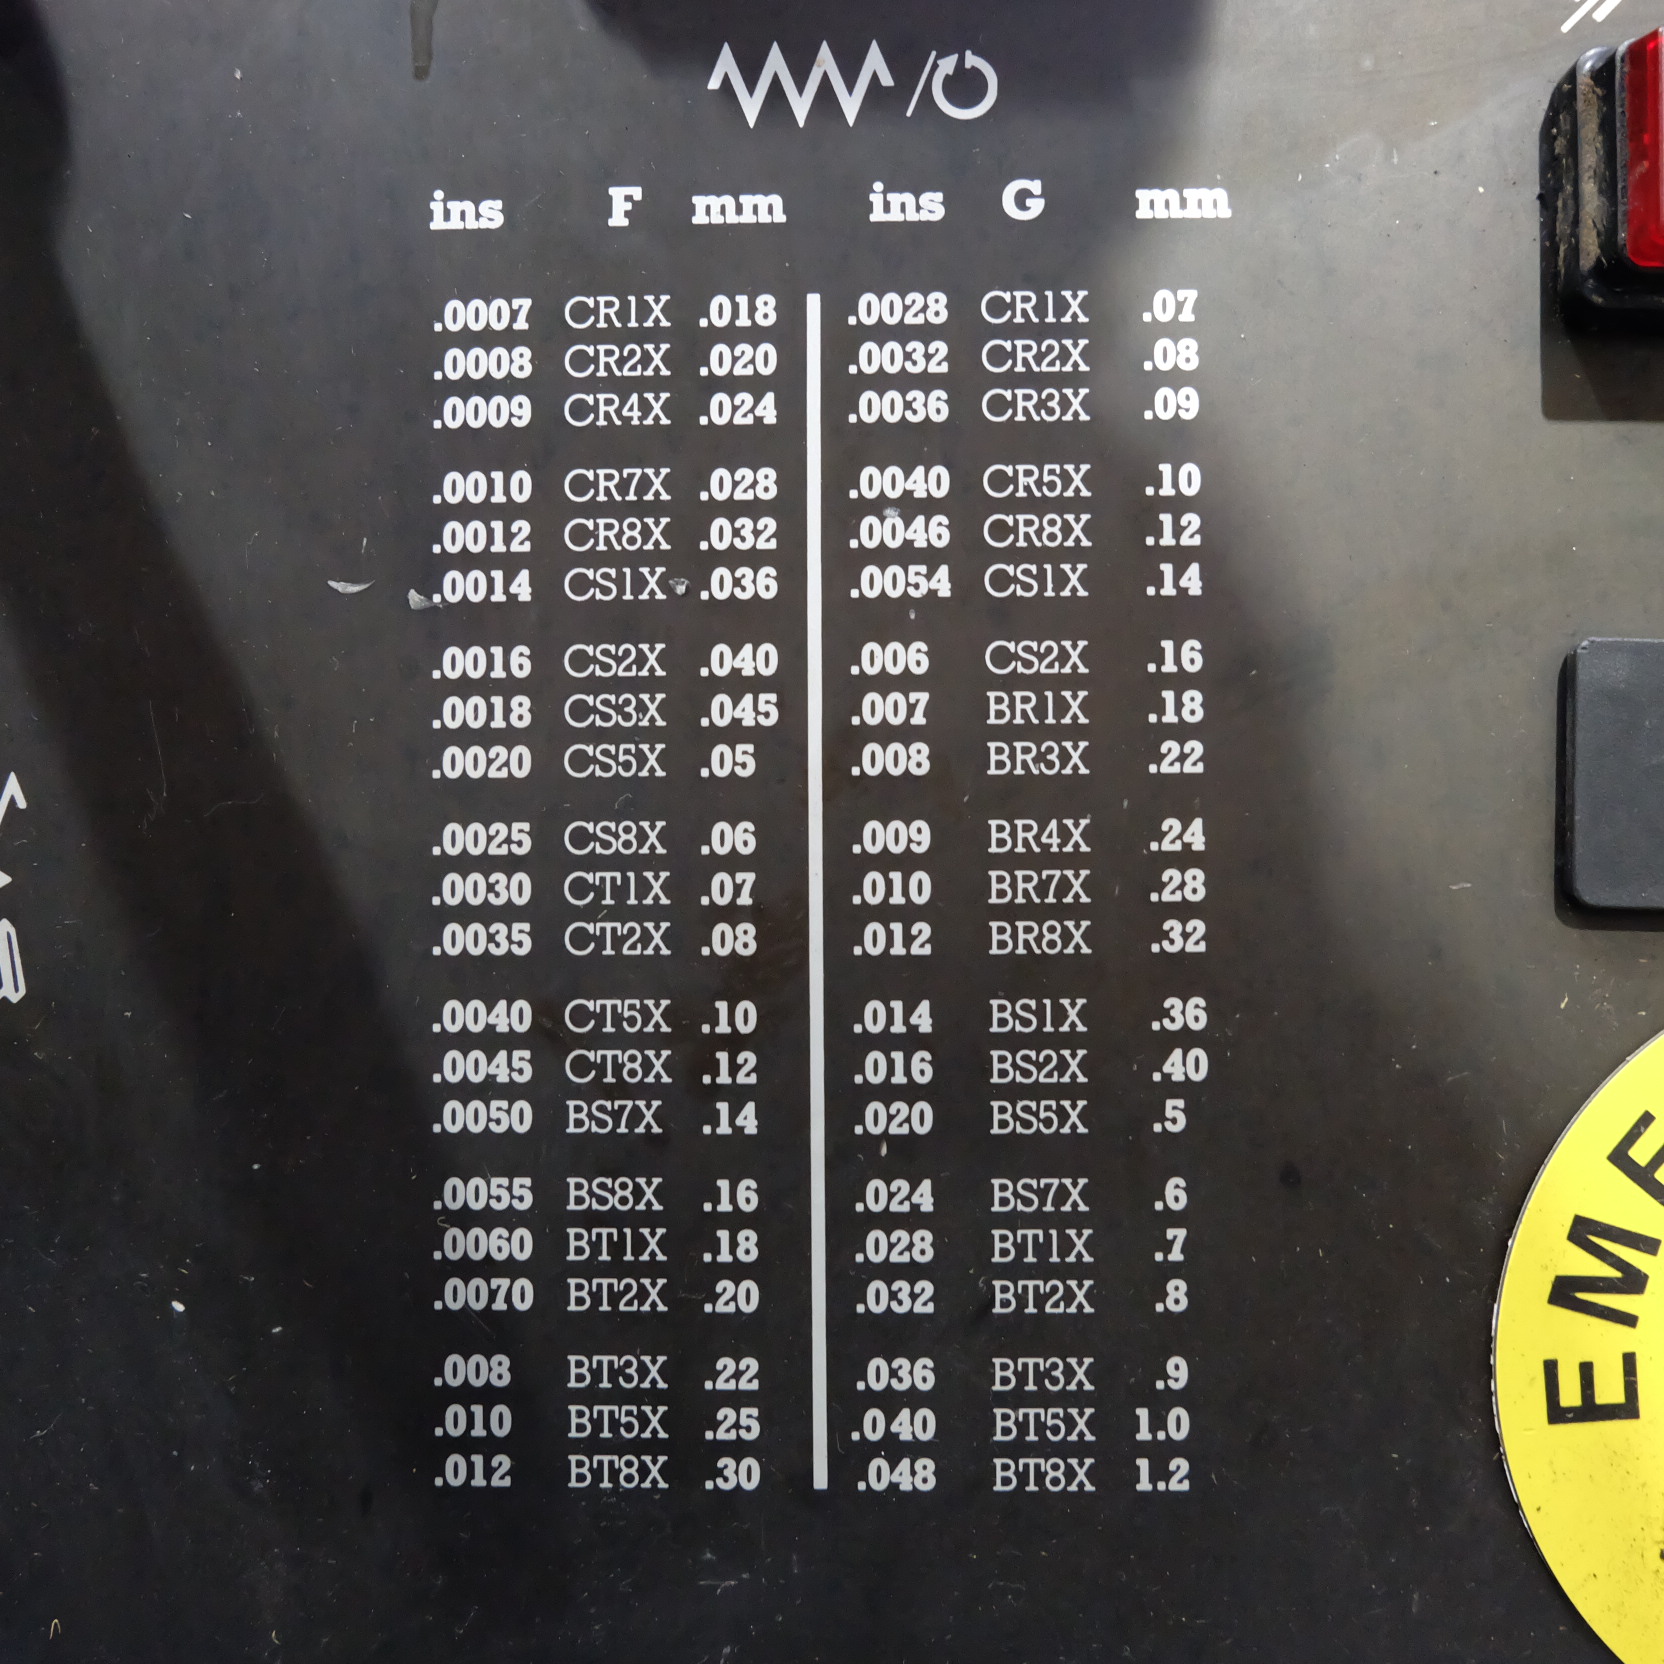 ins F mm ins G mm
.0007 CR1X .018 .0028 CR1X .07
.0008 CR2X .020 .0032 CR2X .08
.0009 CR4X .024 .0036 CR3X .09
.0010 CR7X .028 .0040 CR5X .10
.0012 CR8X .032 .0046 CR8X .12
.0014 CS1X .036 .0054 CS1X .14
.0016 CS2X .040 .006 CS2X .16
.0018 CS3X .045 .007 BR1X .18
.0020 CS5X .05 .008 BR3X .22
.0025 CS8X .06 .009 BR4X .24
.0030 CT1X .07 .010 BR7X .28
.0035 CT2X .08 .012 BR8X .32
.0040 CT5X .10 .014 BS1X .36
.0045 CT8X .12 .016 BS2X .40
.0050 BS7X .14 .020 BS5X .5
.0055 BS8X .16 .024 BS7X .6
.0060 BT1X .18 .028 BT1X .7
.0070 BT2X .20 .032 BT2X .8
.008 BT3X .22 .036 BT3X .9
.010 BT5X .25 .040 BT5X 1.0
.012 BT8X .30 .048 BT8X 1.2
EME